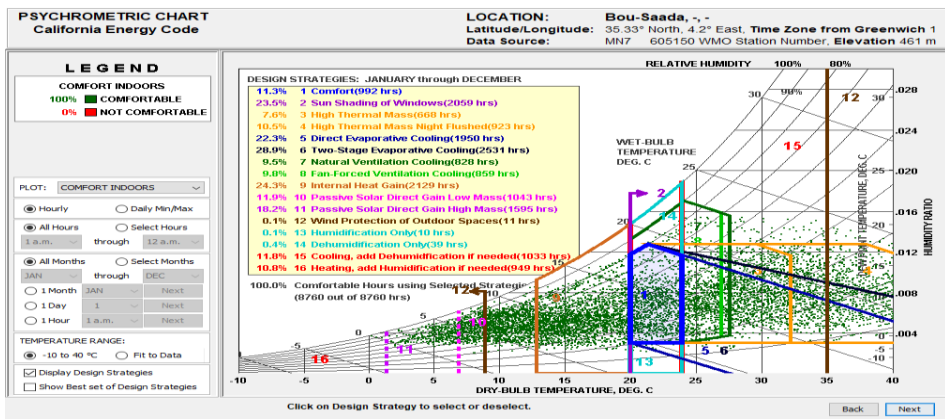 PSYCHROMETRIC CHART
California Energy Code
LOCATION: Bou-Saada, -, -
Latitude/Longitude: 35.33° North, 4.2° East, Time Zone from Greenwich 1
Data Source: MN7 605150 WMO Station Number, Elevation 461 m
LEGEND
COMFORT INDOORS
100% COMFORTABLE
0% NOT COMFORTABLE
PLOT: COMFORT INDOORS
Hourly Daily Min/Max
All Hours Select Hours
1 a.m. through 12 a.m.
All Months Select Months
JAN through DEC
1 Month JAN Next
1 Day 1 Next
1 Hour 1 a.m. Next
TEMPERATURE RANGE:
-10 to 40 °C Fit to Data
Display Design Strategies
Show Best set of Design Strategies
DESIGN STRATEGIES: JANUARY through DECEMBER
11.3% 1 Comfort(992 hrs)
23.5% 2 Sun Shading of Windows(2059 hrs)
7.6% 3 High Thermal Mass(668 hrs)
10.5% 4 High Thermal Mass Night Flushed(923 hrs)
22.3% 5 Direct Evaporative Cooling(1950 hrs)
28.9% 6 Two-Stage Evaporative Cooling(2531 hrs)
9.5% 7 Natural Ventilation Cooling(828 hrs)
9.8% 8 Fan-Forced Ventilation Cooling(859 hrs)
24.3% 9 Internal Heat Gain(2129 hrs)
11.9% 10 Passive Solar Direct Gain Low Mass(1043 hrs)
18.2% 11 Passive Solar Direct Gain High Mass(1595 hrs)
0.1% 12 Wind Protection of Outdoor Spaces(11 hrs)
0.1% 13 Humidification Only(10 hrs)
0.4% 14 Dehumidification Only(39 hrs)
11.8% 15 Cooling, add Dehumidification if needed(1033 hrs)
10.8% 16 Heating, add Humidification if needed(949 hrs)
100.0% Comfortable Hours using Selected Strategies
(8760 out of 8760 hrs)
RELATIVE HUMIDITY 100% 80%
WET-BULB
TEMPERATURE
DEG. C
HUMIDITY RATIO
.028
.024
.020
.016
.012
.008
.004
-10 -5 0 5 10 15 20 25 30 35 40
DRY-BULB TEMPERATURE, DEG. C
Click on Design Strategy to select or deselect.
Back Next